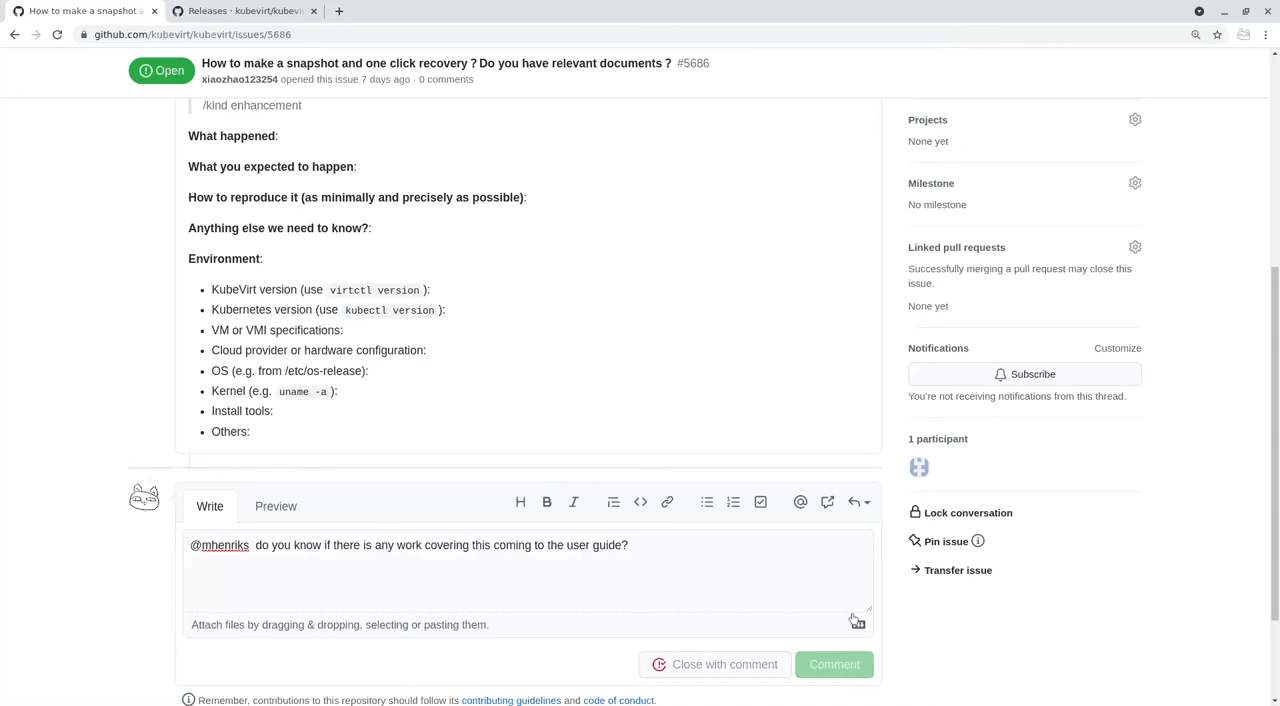 How to make a snapshot a
Releases · kubevirt/kubevir
github.com/kubevirt/kubevirt/issues/5686
Open
How to make a snapshot and one click recovery ? Do you have relevant documents ? #5686
xiaozhao123254 opened this issue 7 days ago · 0 comments
/kind enhancement
What happened:
What you expected to happen:
How to reproduce it (as minimally and precisely as possible):
Anything else we need to know?:
Environment:
KubeVirt version (use virtctl version ):
Kubernetes version (use kubectl version ):
VM or VMI specifications:
Cloud provider or hardware configuration:
OS (e.g. from /etc/os-release):
Kernel (e.g. uname -a ):
Install tools:
Others:
Write
Preview
@mhenriks do you know if there is any work covering this coming to the user guide?
Attach files by dragging & dropping, selecting or pasting them.
Close with comment
Comment
Remember, contributions to this repository should follow its contributing guidelines and code of conduct.
Projects
None yet
Milestone
No milestone
Linked pull requests
Successfully merging a pull request may close this
issue.
None yet
Notifications
Customize
Subscribe
You're not receiving notifications from this thread.
1 participant
Lock conversation
Pin issue
Transfer issue